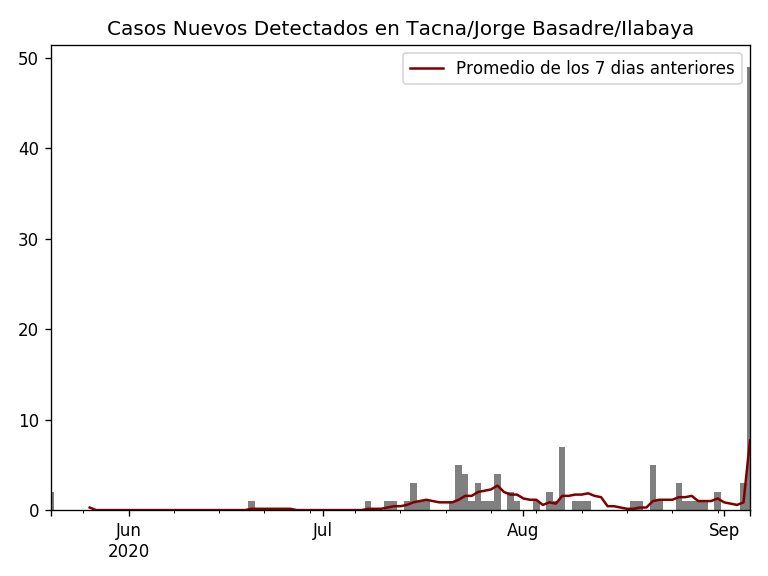 Casos Nuevos Detectados en Tacna/Jorge Basadre/Ilabaya
Promedio de los 7 dias anteriores
50
40
30
20
10
0
Jun Jul Aug Sep
2020